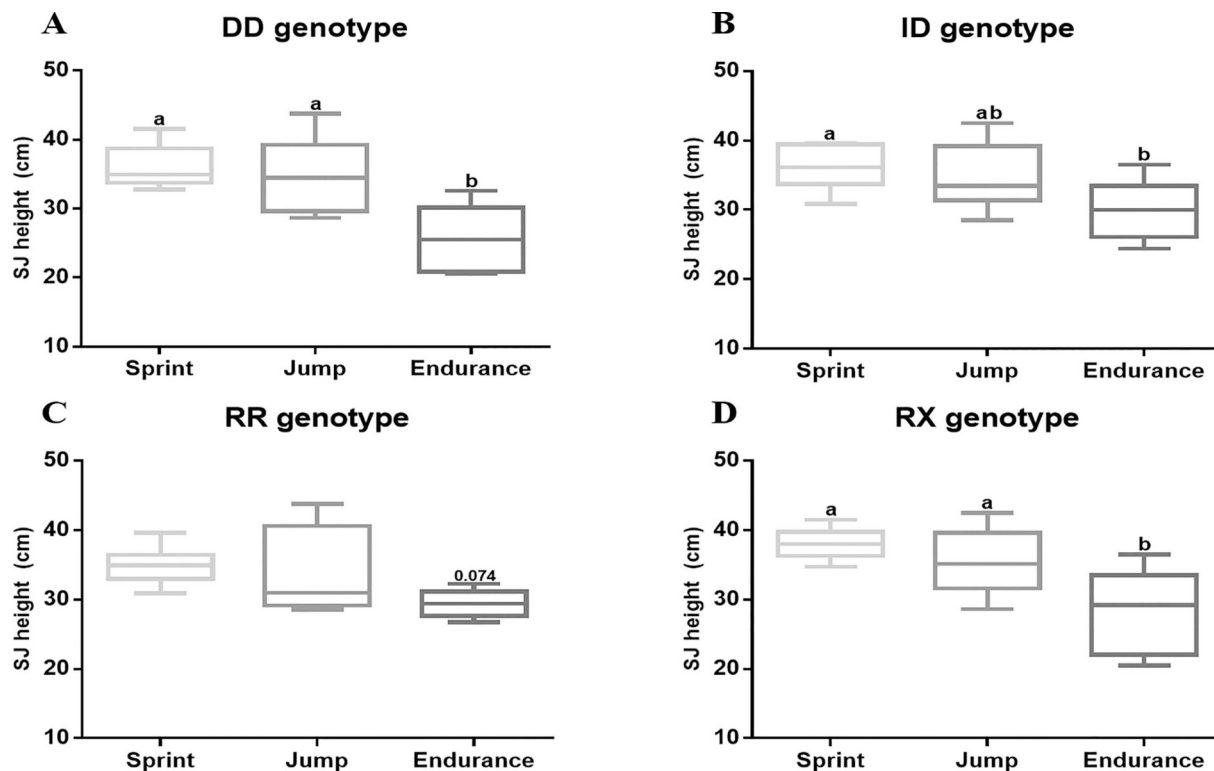 A
DD genotype
50
40
30
20
10
SJ height (cm)
a
a
b
Sprint
Jump
Endurance
B
ID genotype
50
40
30
20
10
SJ height (cm)
a
ab
b
Sprint
Jump
Endurance
C
RR genotype
50
40
30
20
10
SJ height (cm)
0.074
Sprint
Jump
Endurance
D
RX genotype
50
40
30
20
10
SJ height (cm)
a
a
b
Sprint
Jump
Endurance